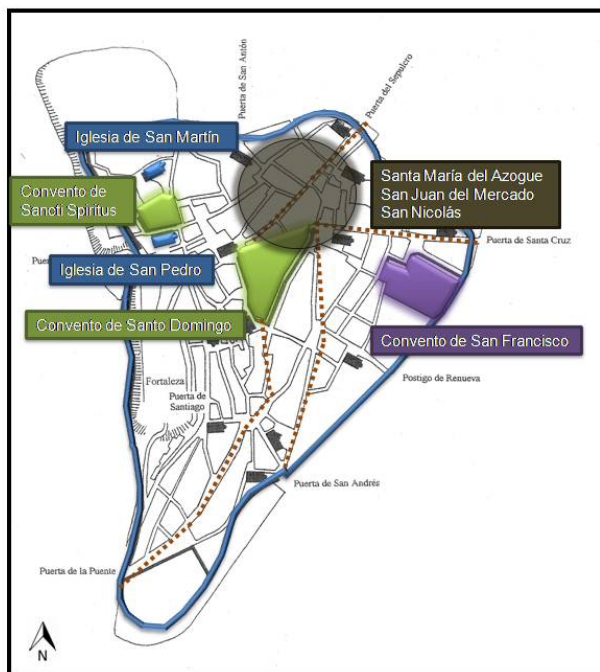 Puerta de San Antón
Puerta del Sepulcro
Iglesia de San Martín
Santa María del Azogue
San Juan del Mercado
San Nicolás
Convento de
Sancti Spiritus
Puerta de Santa Cruz
Iglesia de San Pedro
Convento de Santo Domingo
Convento de San Francisco
Postigo de Renueva
Fortaleza
Puerta de
Santiago
Puerta de San Andrés
Puerta de la Puente
N